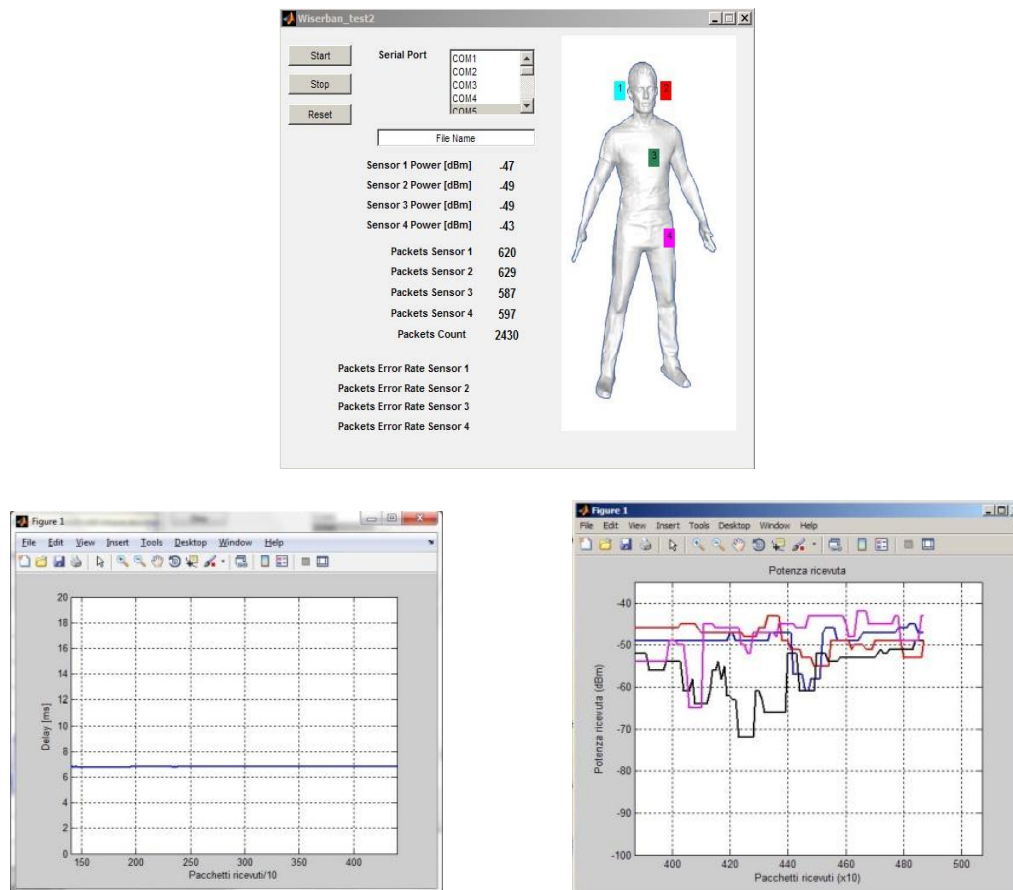 Wiserban_test2
Start
Stop
Reset
Serial Port
COM1
COM2
COM3
COM4
COM5
File Name
Sensor 1 Power [dBm] -47
Sensor 2 Power [dBm] -49
Sensor 3 Power [dBm] -49
Sensor 4 Power [dBm] -43
Packets Sensor 1 620
Packets Sensor 2 629
Packets Sensor 3 587
Packets Sensor 4 597
Packets Count 2430
Packets Error Rate Sensor 1
Packets Error Rate Sensor 2
Packets Error Rate Sensor 3
Packets Error Rate Sensor 4
1
2
3
4
Figure 1
File Edit View Insert Tools Desktop Window Help
20
18
16
14
12
10
8
6
4
2
0
Delay [ms]
150 200 250 300 350 400
Pacchetti ricevuti/10
Figure 1
File Edit View Insert Tools Desktop Window Help
Potenza ricevuta
-40
-50
-60
-70
-80
-90
-100
Potenza ricevuta (dBm)
400 420 440 460 480 500
Pacchetti ricevuti (x10)